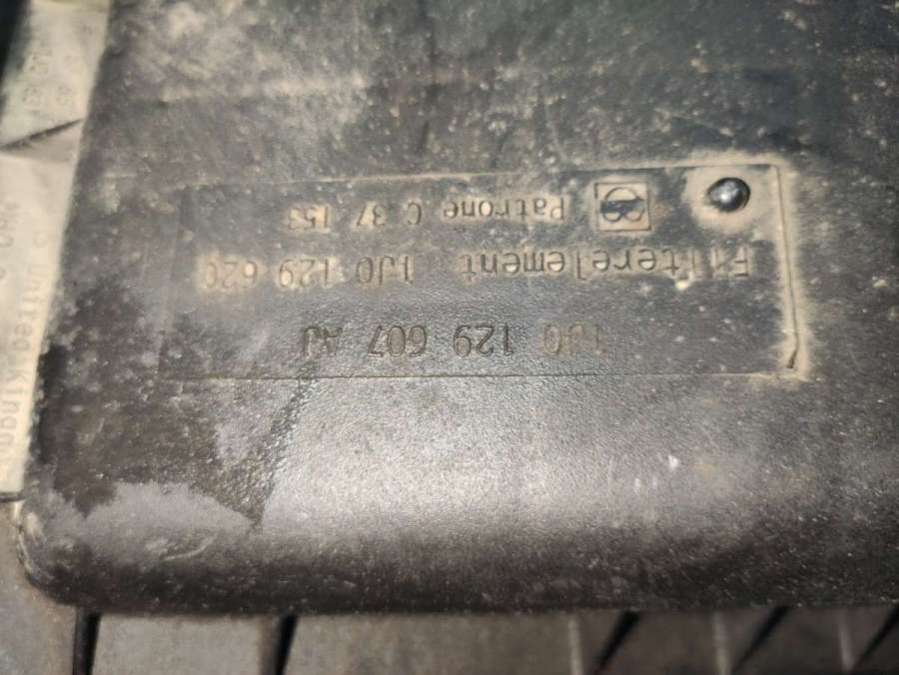 1J0 129 607 AJ
Filterelement 1J0 129 620
Patrone C 37 153